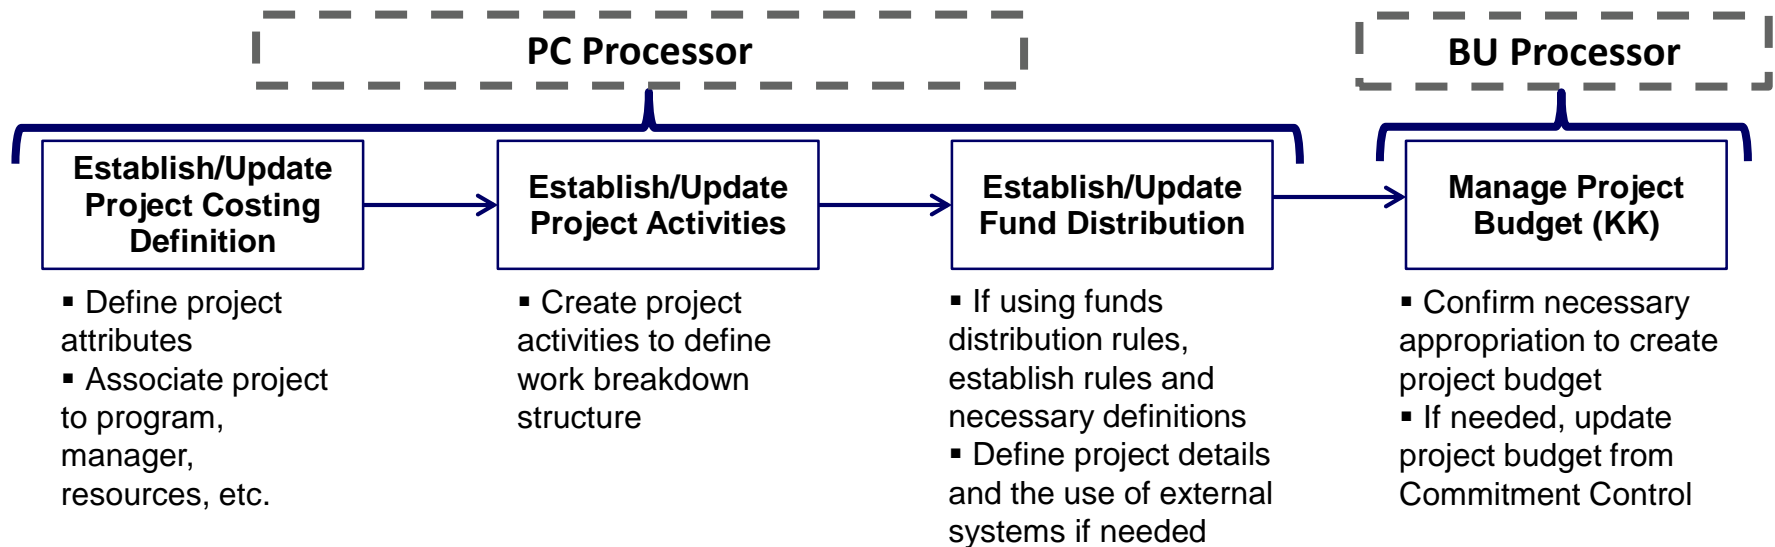 PC Processor
BU Processor
Establish/Update
Project Costing
Definition
Establish/Update
Project Activities
Establish/Update
Fund Distribution
Manage Project
Budget (KK)
▪ Define project
attributes
▪ Associate project
to program,
manager,
resources, etc.
▪ Create project
activities to define
work breakdown
structure
▪ If using funds
distribution rules,
establish rules and
necessary definitions
▪ Define project details
and the use of external
systems if needed
▪ Confirm necessary
appropriation to create
project budget
▪ If needed, update
project budget from
Commitment Control